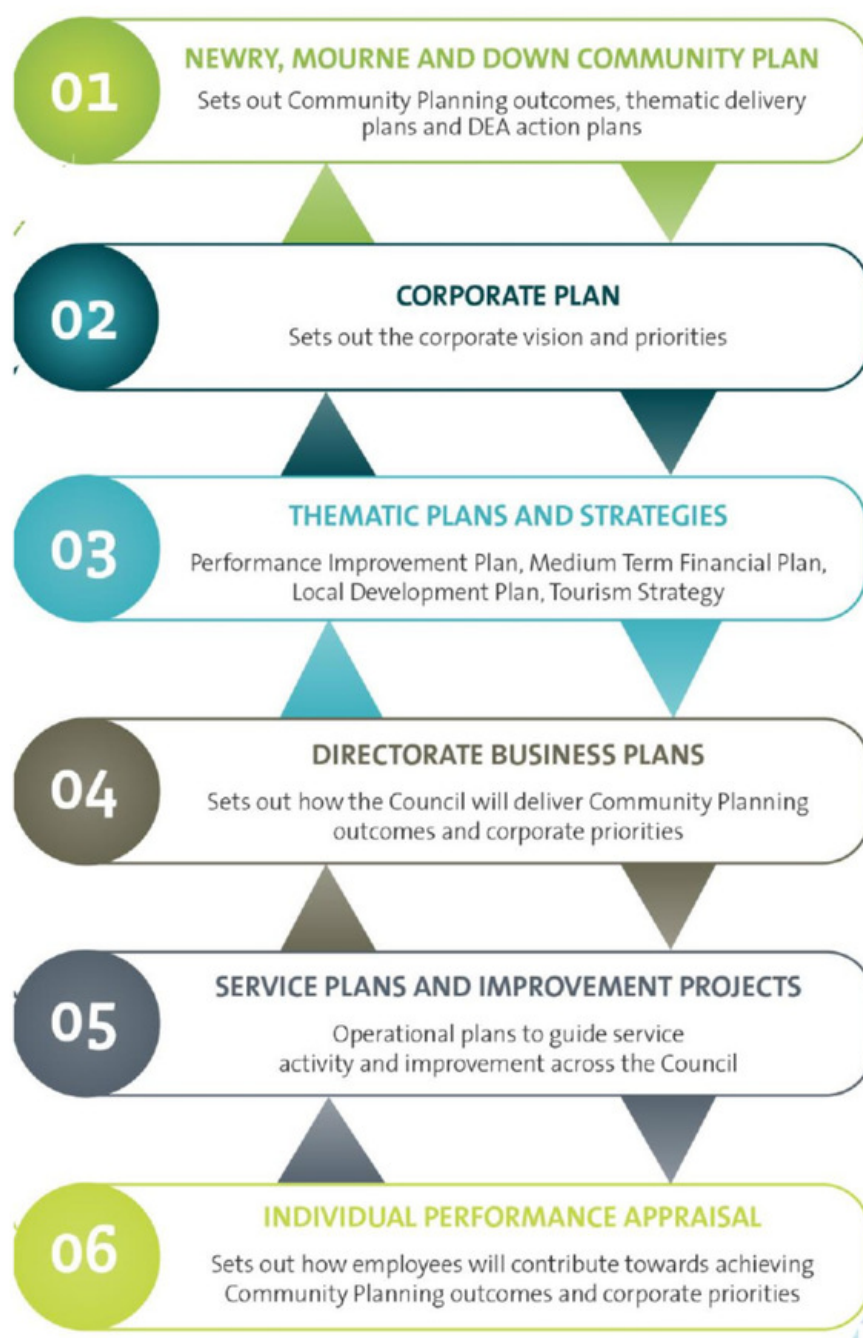 01
NEWRY, MOURNE AND DOWN COMMUNITY PLAN
Sets out Community Planning outcomes, thematic delivery
plans and DEA action plans
02
CORPORATE PLAN
Sets out the corporate vision and priorities
03
THEMATIC PLANS AND STRATEGIES
Performance Improvement Plan, Medium Term Financial Plan,
Local Development Plan, Tourism Strategy
04
DIRECTORATE BUSINESS PLANS
Sets out how the Council will deliver Community Planning
outcomes and corporate priorities
05
SERVICE PLANS AND IMPROVEMENT PROJECTS
Operational plans to guide service
activity and improvement across the Council
06
INDIVIDUAL PERFORMANCE APPRAISAL
Sets out how employees will contribute towards achieving
Community Planning outcomes and corporate priorities